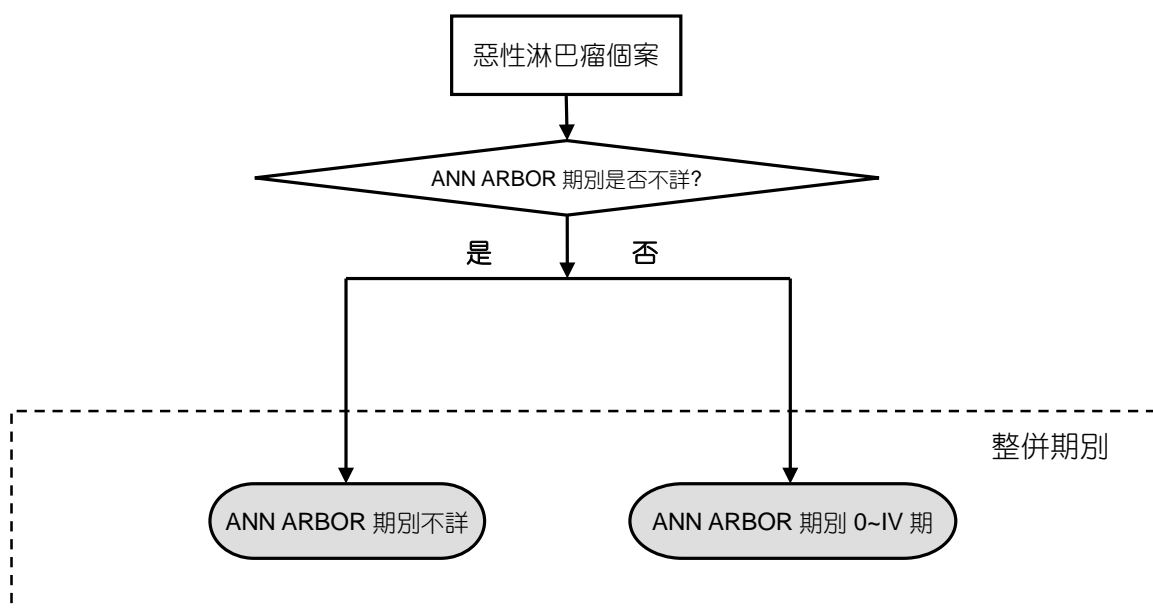 惡性淋巴瘤個案
ANN ARBOR 期別是否不詳?
是
否
整併期別
ANN ARBOR 期別不詳
ANN ARBOR 期別 0~IV 期